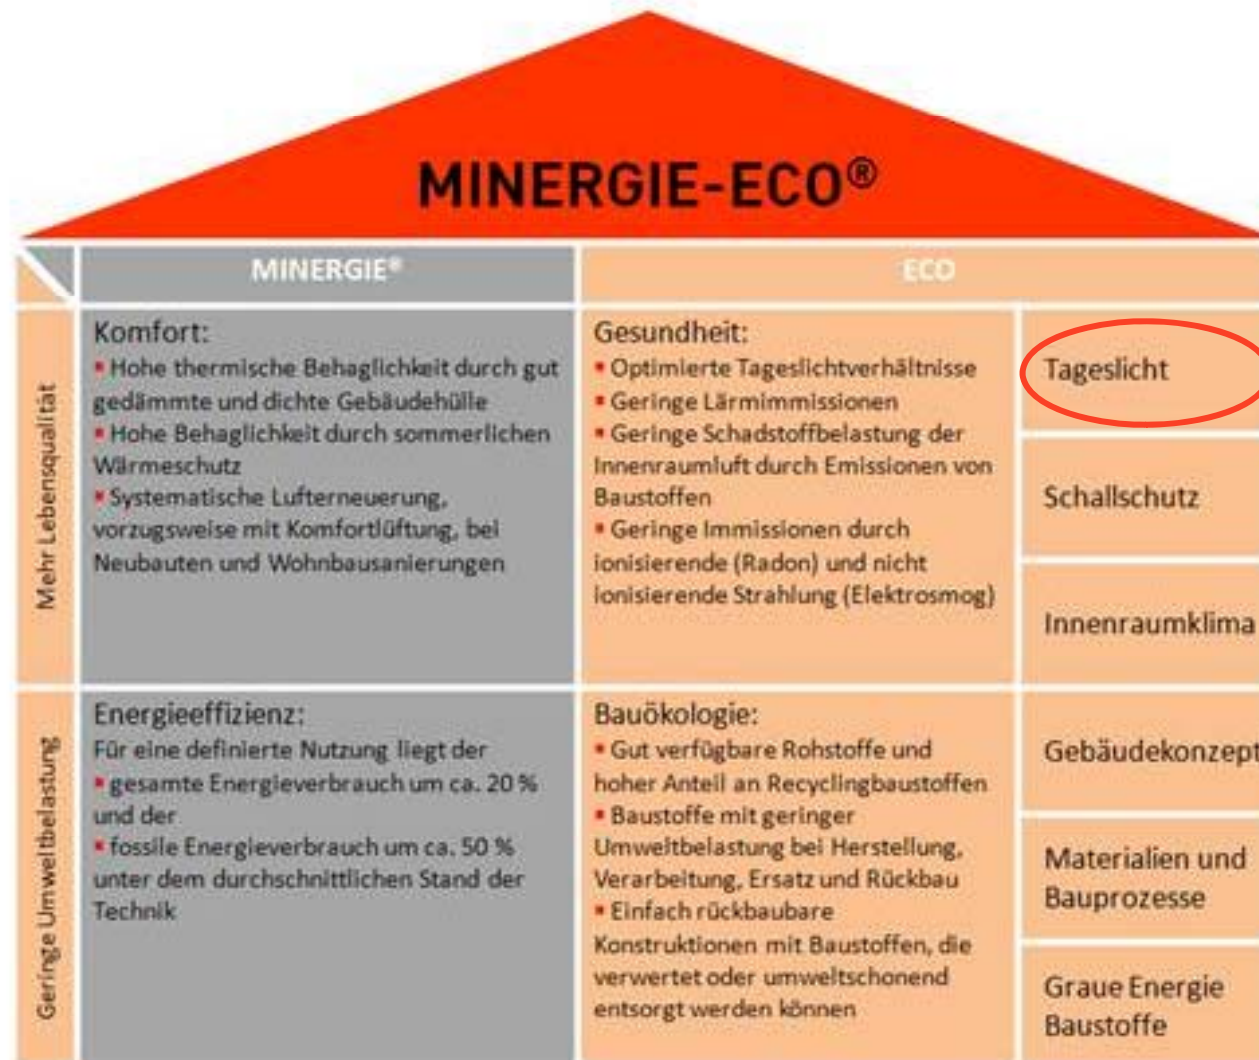 MINERGIE-ECO®
MINERGIE®
ECO
Mehr Lebensqualität
Komfort:
▪ Hohe thermische Behaglichkeit durch gut
gedämmte und dichte Gebäudehülle
▪ Hohe Behaglichkeit durch sommerlichen
Wärmeschutz
▪ Systematische Lufterneuerung,
vorzugsweise mit Komfortlüftung, bei
Neubauten und Wohnbausanierungen
Gesundheit:
▪ Optimierte Tageslichtverhältnisse
▪ Geringe Lärmimmissionen
▪ Geringe Schadstoffbelastung der
Innenraumluft durch Emissionen von
Baustoffen
▪ Geringe Immissionen durch
ionisierende (Radon) und nicht
ionisierende Strahlung (Elektrosmog)
Tageslicht
Schallschutz
Innenraumklima
Geringe Umweltbelastung
Energieeffizienz:
Für eine definierte Nutzung liegt der
▪ gesamte Energieverbrauch um ca. 20 %
und der
▪ fossile Energieverbrauch um ca. 50 %
unter dem durchschnittlichen Stand der
Technik
Bauökologie:
▪ Gut verfügbare Rohstoffe und
hoher Anteil an Recyclingbaustoffen
▪ Baustoffe mit geringer
Umweltbelastung bei Herstellung,
Verarbeitung, Ersatz und Rückbau
▪ Einfach rückbaubare
Konstruktionen mit Baustoffen, die
verwertet oder umweltschonend
entsorgt werden können
Gebäudekonzept
Materialien und
Bauprozesse
Graue Energie
Baustoffe